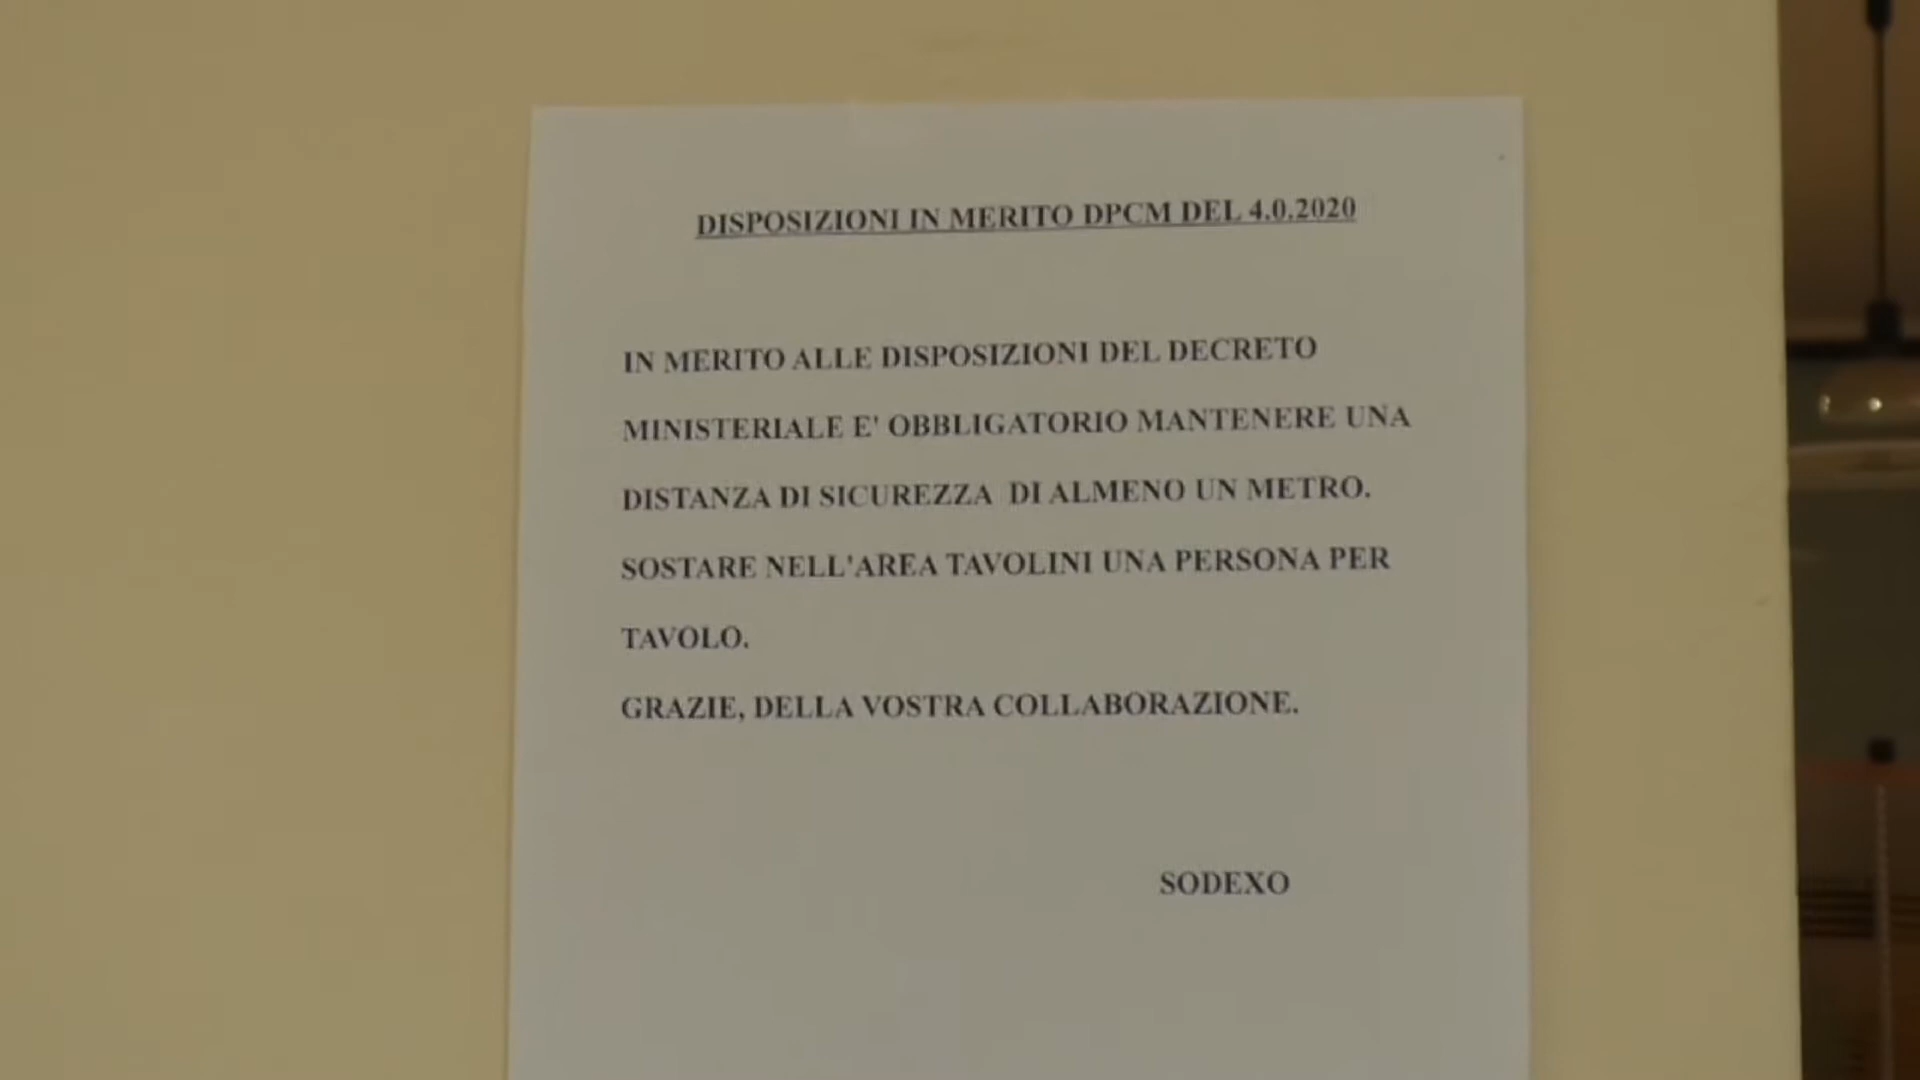 DISPOSIZIONI IN MERITO DPCM DEL 4.0.2020
IN MERITO ALLE DISPOSIZIONI DEL DECRETO
MINISTERIALE E' OBBLIGATORIO MANTENERE UNA
DISTANZA DI SICUREZZA DI ALMENO UN METRO.
SOSTARE NELL'AREA TAVOLINI UNA PERSONA PER
TAVOLO.
GRAZIE, DELLA VOSTRA COLLABORAZIONE.
SODEXO